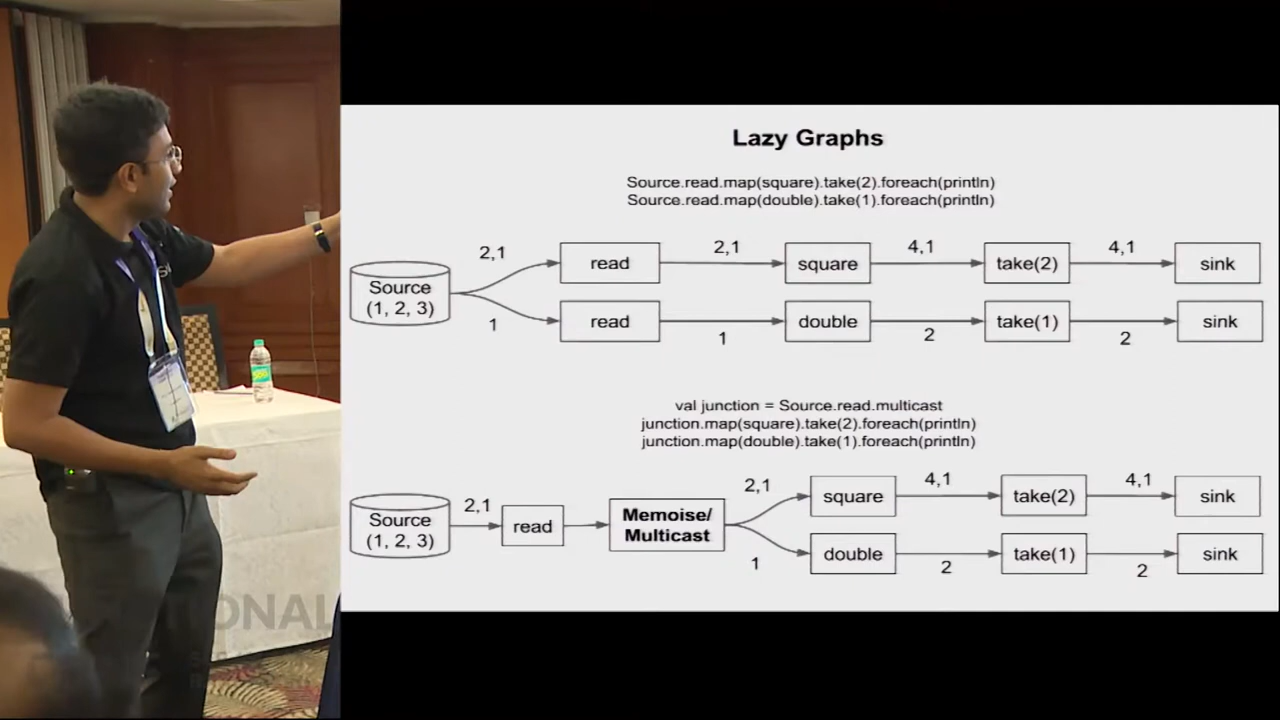 Lazy Graphs
Source.read.map(square).take(2).foreach(println)
Source.read.map(double).take(1).foreach(println)
2,1
2,1
4,1
4,1
Source
(1, 2, 3)
read
square
take(2)
sink
read
double
take(1)
sink
1
1
2
2
val junction = Source.read.multicast
junction.map(square).take(2).foreach(println)
junction.map(double).take(1).foreach(println)
2,1
2,1
4,1
4,1
Source
(1, 2, 3)
read
Memoise/
Multicast
square
take(2)
sink
double
take(1)
sink
1
2
2
TIONAL